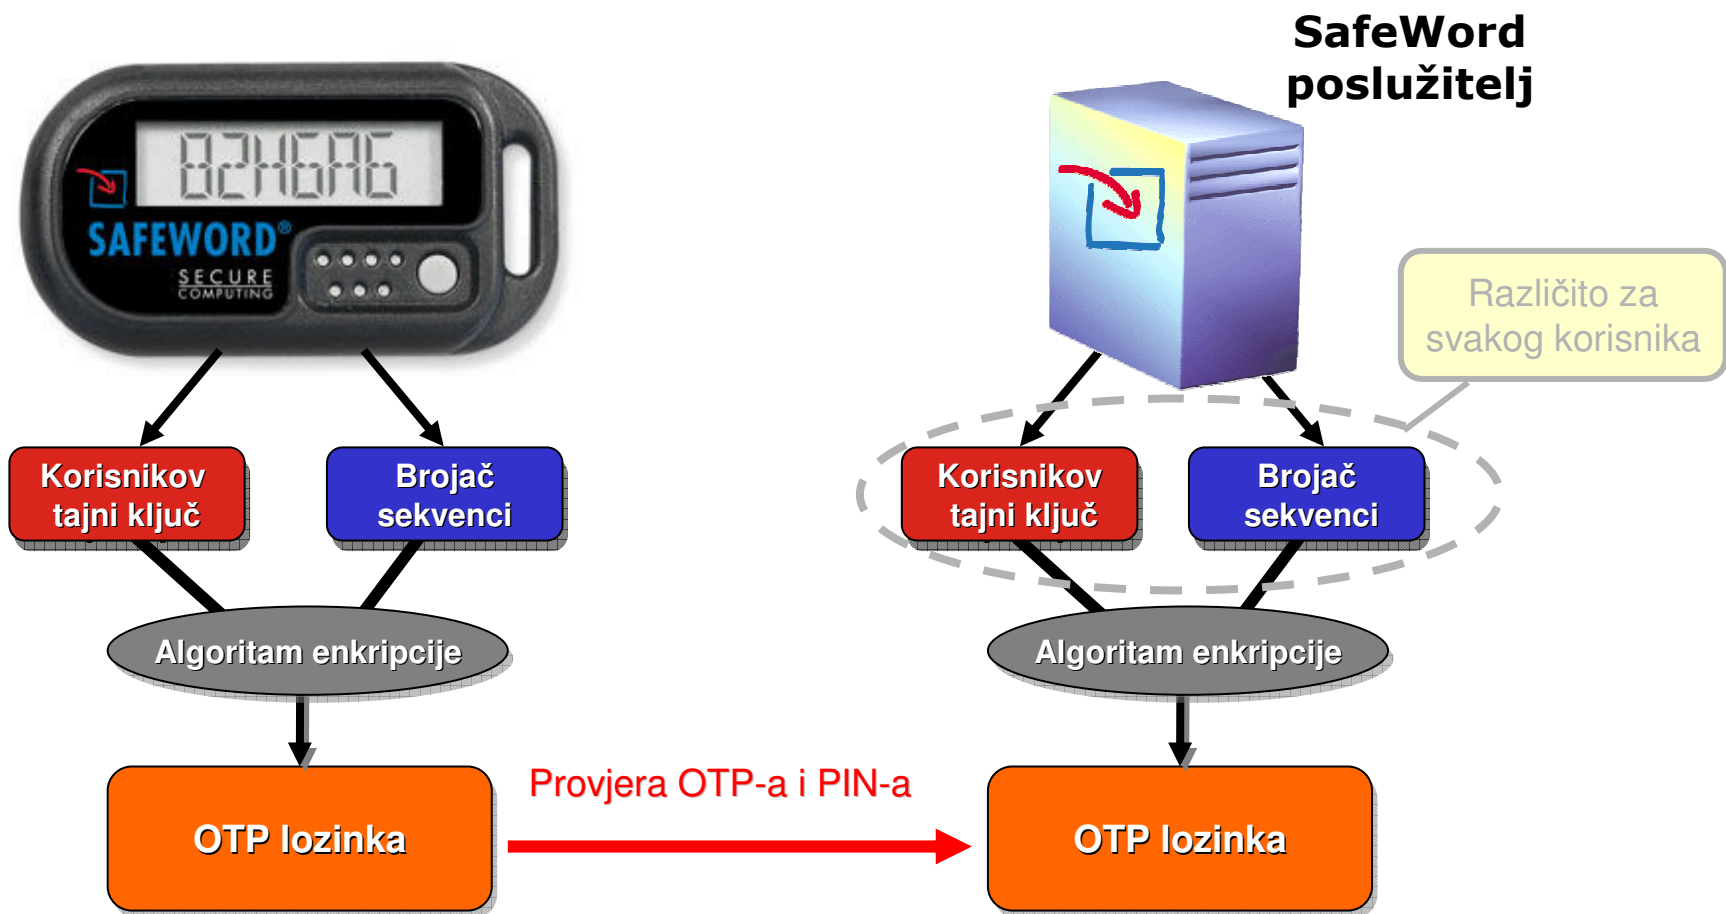 SafeWord
poslužitelj
82H6A6
SAFEWORD®
SECURE
COMPUTING
Različito za
svakog korisnika
Korisnikov
tajni ključ
Brojač
sekvenci
Korisnikov
tajni ključ
Brojač
sekvenci
Algoritam enkripcije
Algoritam enkripcije
Provjera OTP-a i PIN-a
OTP lozinka
OTP lozinka